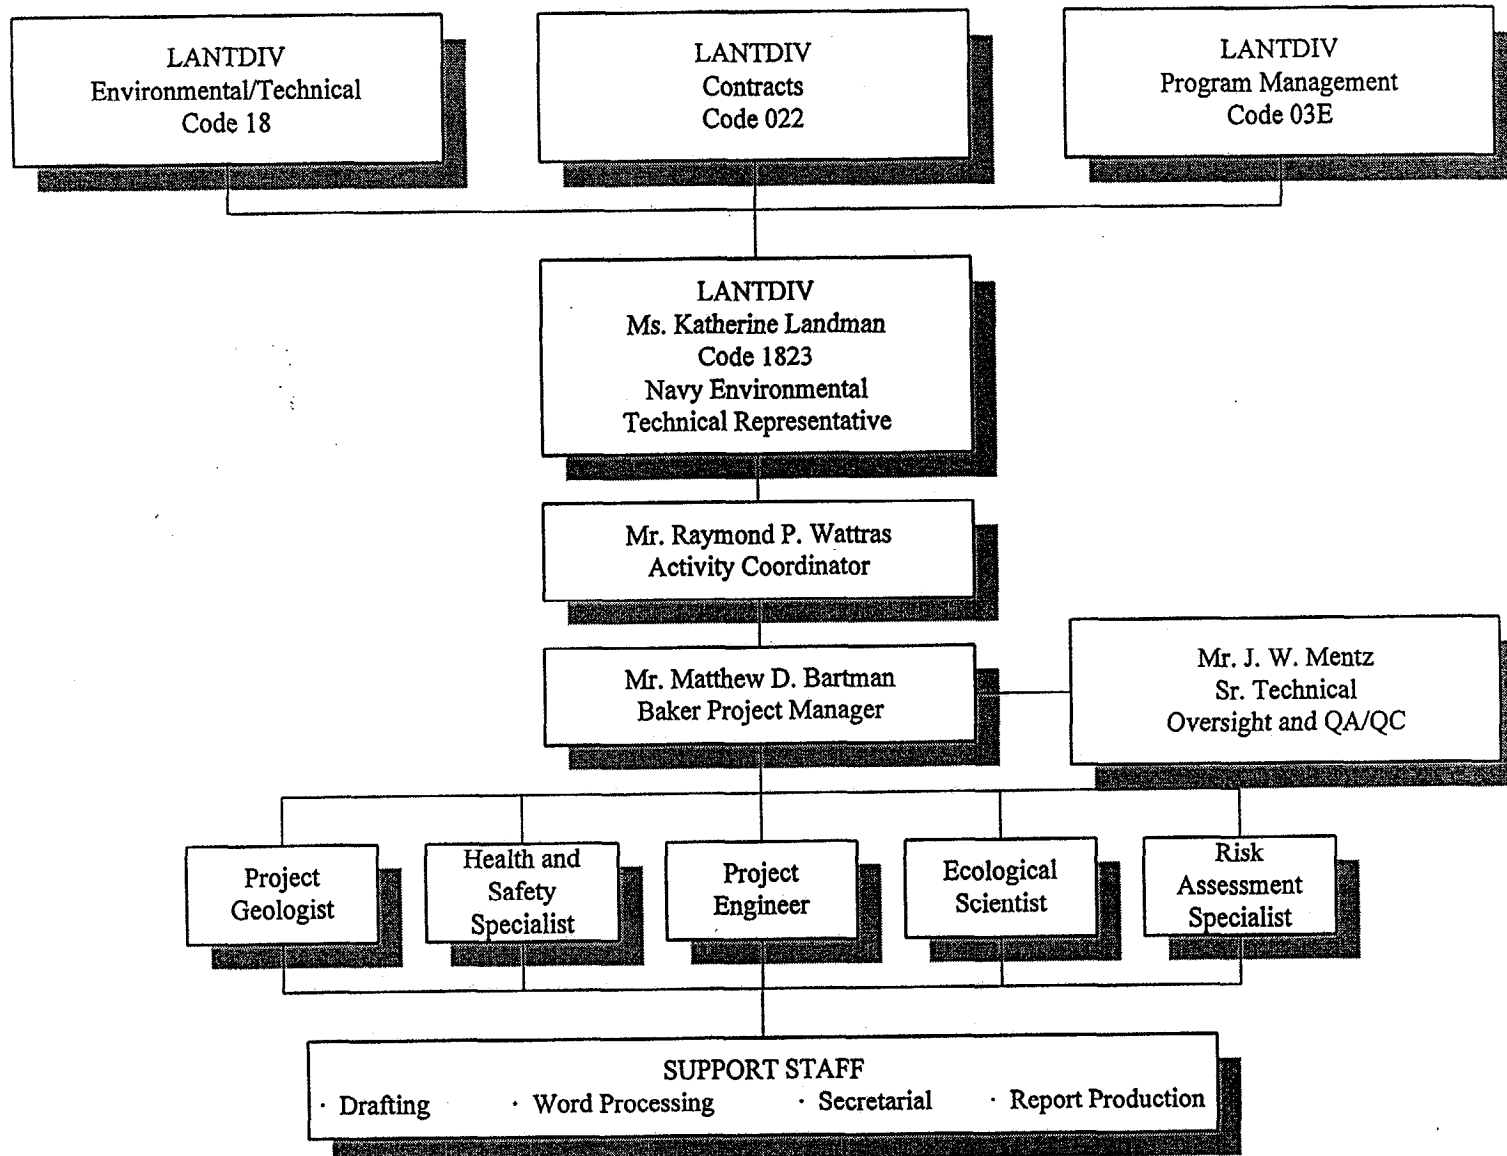 LANTDIV
Environmental/Technical
Code 18
LANTDIV
Contracts
Code 022
LANTDIV
Program Management
Code 03E
LANTDIV
Ms. Katherine Landman
Code 1823
Navy Environmental
Technical Representative
Mr. Raymond P. Wattras
Activity Coordinator
Mr. Matthew D. Bartman
Baker Project Manager
Mr. J. W. Mentz
Sr. Technical
Oversight and QA/QC
Project
Geologist
Health and
Safety
Specialist
Project
Engineer
Ecological
Scientist
Risk
Assessment
Specialist
SUPPORT STAFF
· Drafting · Word Processing · Secretarial · Report Production